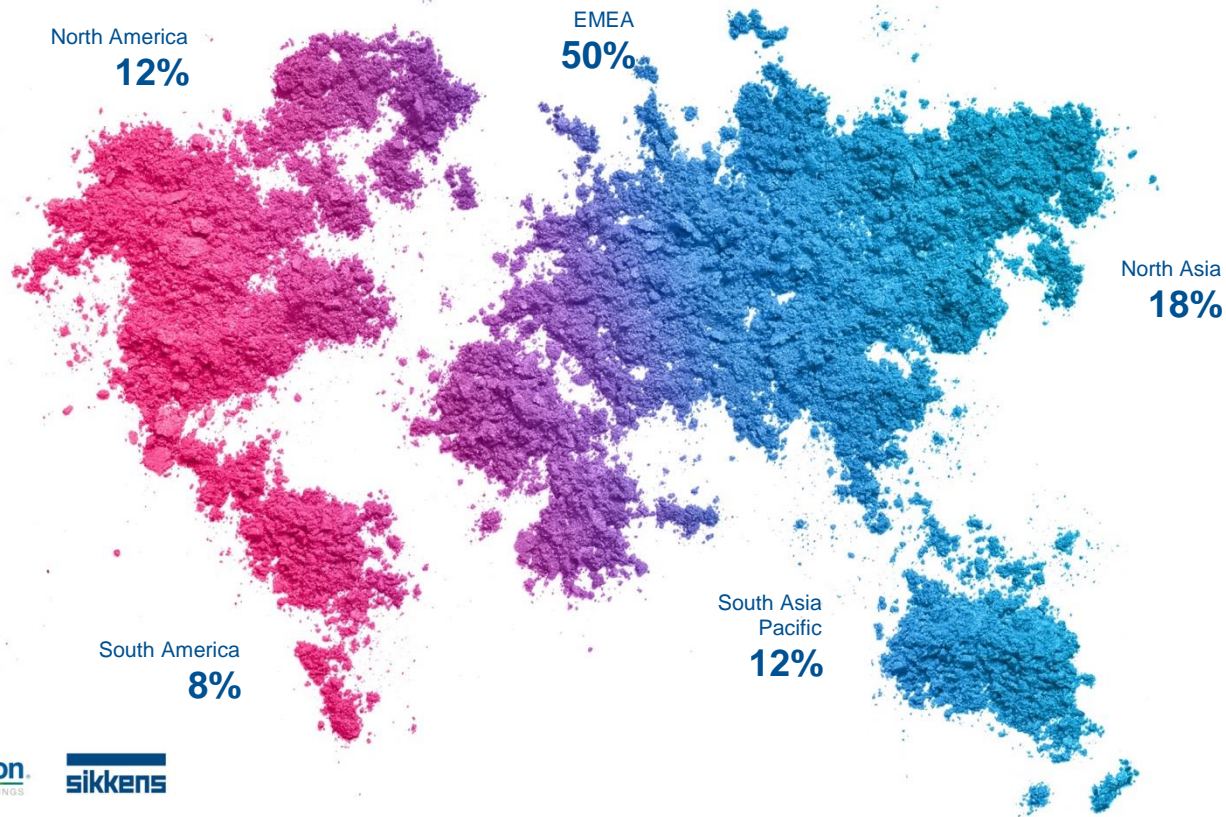 North America
12%
EMEA
50%
North Asia
18%
South Asia
Pacific
12%
South America
8%
sikkens